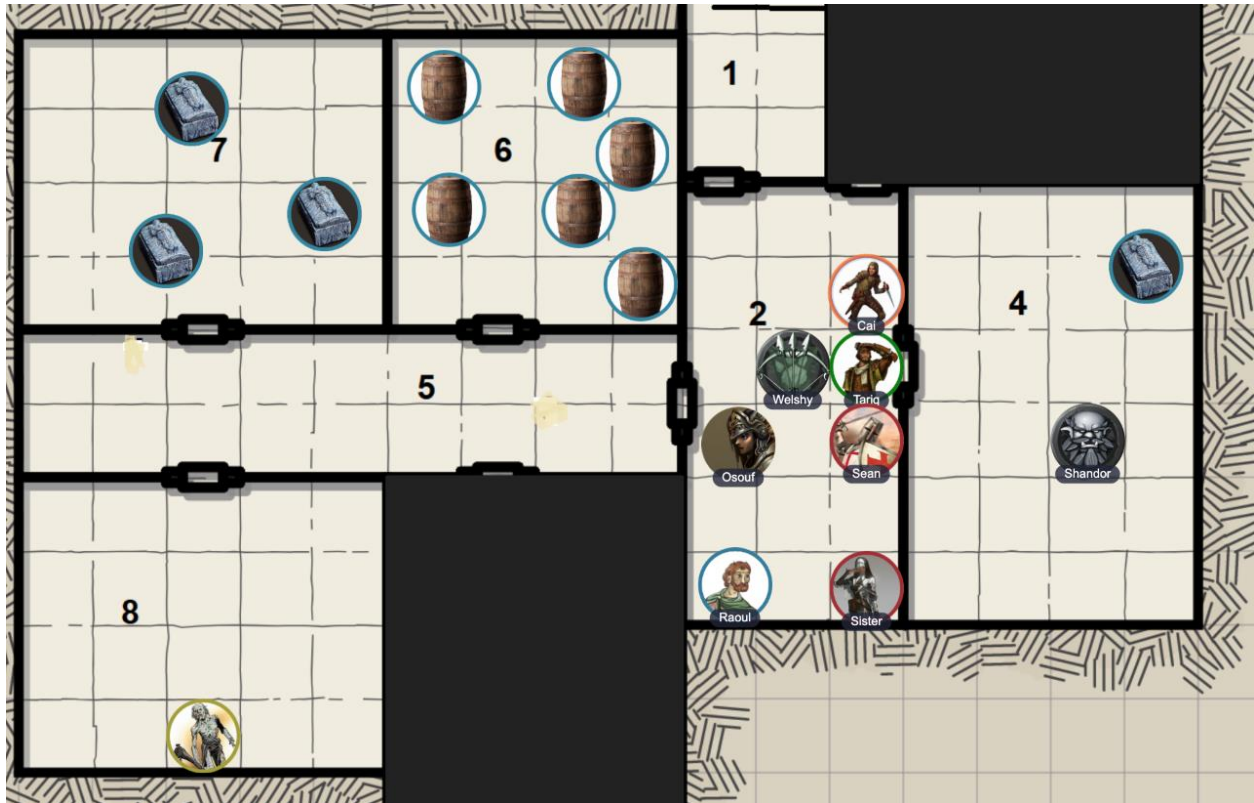 1
7
6
2
4
Cai
Welshy
Tariq
5
Osouf
Sean
Shandor
8
Raoul
Sister